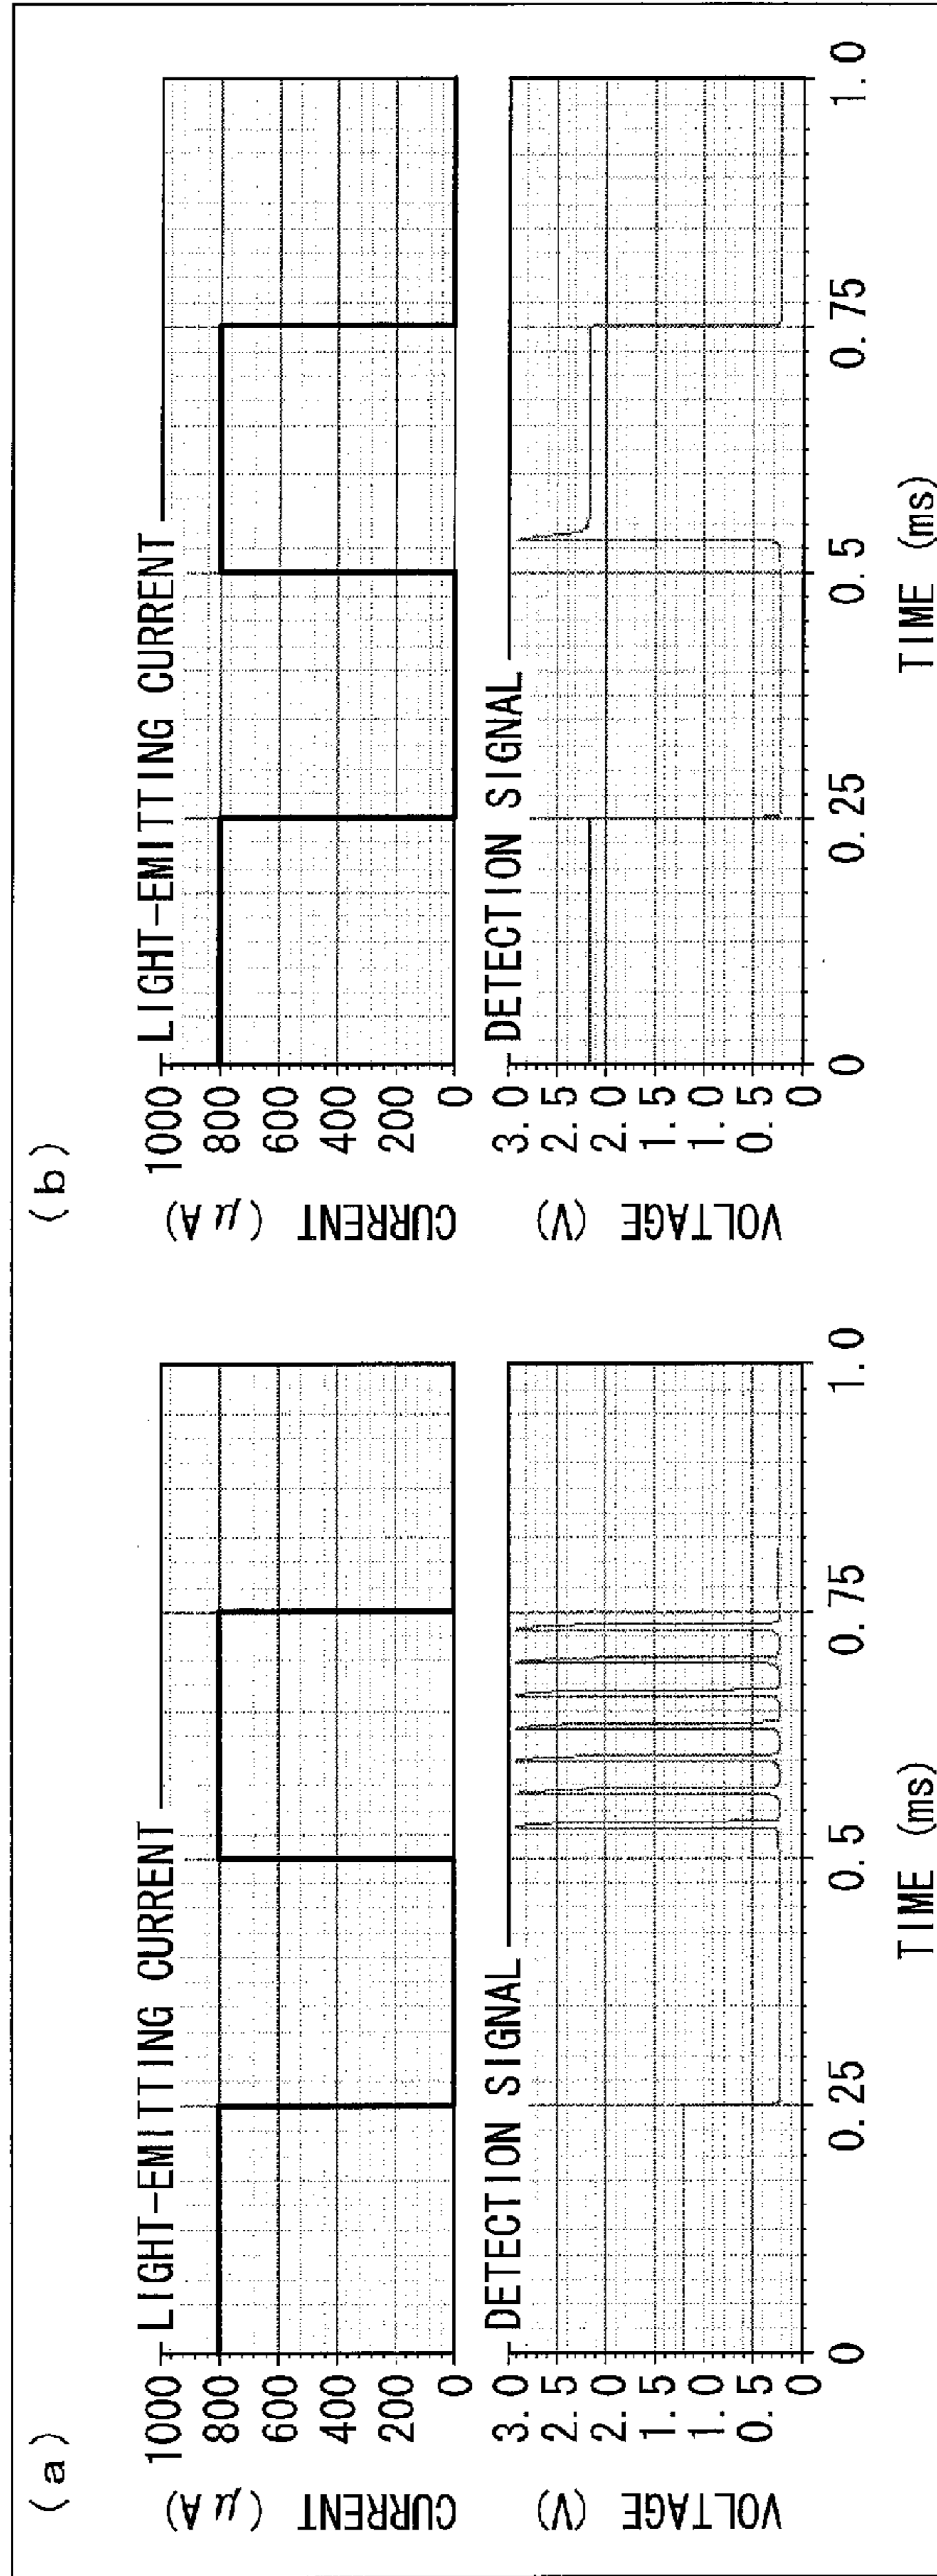 (a)
LIGHT-EMITTING CURRENT
CURRENT (μA)
1000
800
600
400
200
0
DETECTION SIGNAL
VOLTAGE (V)
3.0
2.5
2.0
1.5
1.0
0.5
0
0 0.25 0.5 0.75 1.0
TIME (ms)
(b)
LIGHT-EMITTING CURRENT
CURRENT (μA)
1000
800
600
400
200
0
DETECTION SIGNAL
VOLTAGE (V)
3.0
2.5
2.0
1.5
1.0
0.5
0
0 0.25 0.5 0.75 1.0
TIME (ms)